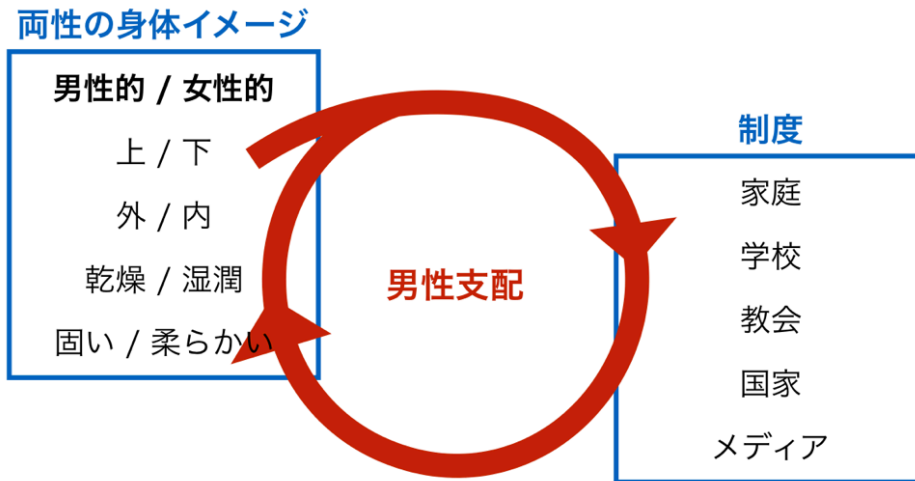 両性の身体イメージ
男性的 / 女性的
上 / 下
外 / 内
乾燥 / 湿潤
固い / 柔らかい
男性支配
制度
家庭
学校
教会
国家
メディア